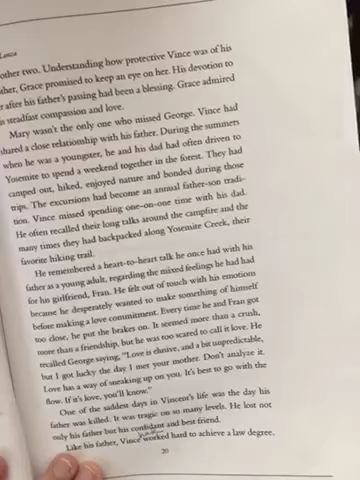 Lanza
other two. Understanding how protective Vince was of his
ther, Grace promised to keep an eye on her. His devotion to
r after his father's passing had been a blessing. Grace admired
s steadfast compassion and love.
Mary wasn't the only one who missed George. Vince had
shared a close relationship with his father. During the summers
when he was a youngster, he and his dad had often driven to
Yosemite to spend a weekend together in the forest. They had
camped out, hiked, enjoyed nature and bonded during those
trips. The excursions had become an annual father-son tradi-
tion. Vince missed spending one-on-one time with his dad.
He often recalled their long talks around the campfire and the
many times they had backpacked along Yosemite Creek, their
favorite hiking trail.
He remembered a heart-to-heart talk he once had with his
father as a young adult, regarding the mixed feelings he had had
for his girlfriend, Fran. He felt out of touch with his emotions
because he desperately wanted to make something of himself
before making a love commitment. Every time he and Fran got
too close, he put the brakes on. It seemed more than a crush,
more than a friendship, but he was too scared to call it love. He
recalled George saying, "Love is elusive, and a bit unpredictable,
but I got lucky the day I met your mother. Don't analyze it.
Love has a way of sneaking up on you. It's best to go with the
flow. If it's love, you'll know."
One of the saddest days in Vincent's life was the day his
father was killed. It was tragic on so many levels. He lost not
only his father but his confidant and best friend.
Like his father, Vince worked hard to achieve a law degree.
20